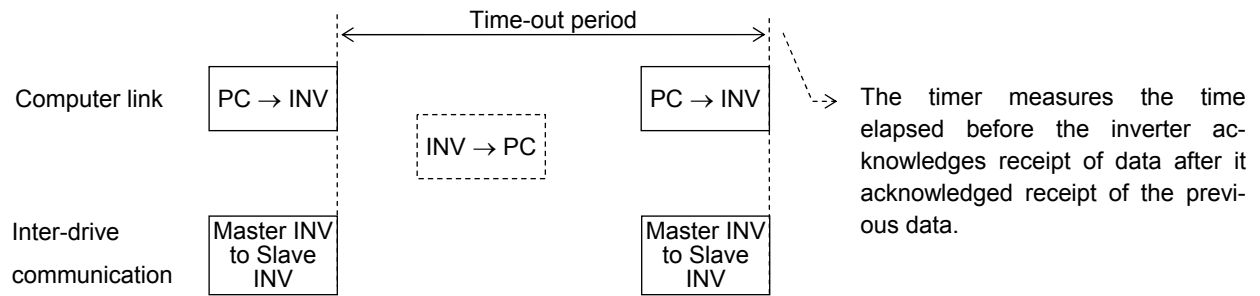 Time-out period
Computer link
PC → INV
PC → INV
INV → PC
The timer measures the time
elapsed before the inverter ac-
knowledges receipt of data after it
acknowledged receipt of the previ-
ous data.
Inter-drive
communication
Master INV
to Slave
INV
Master INV
to Slave
INV